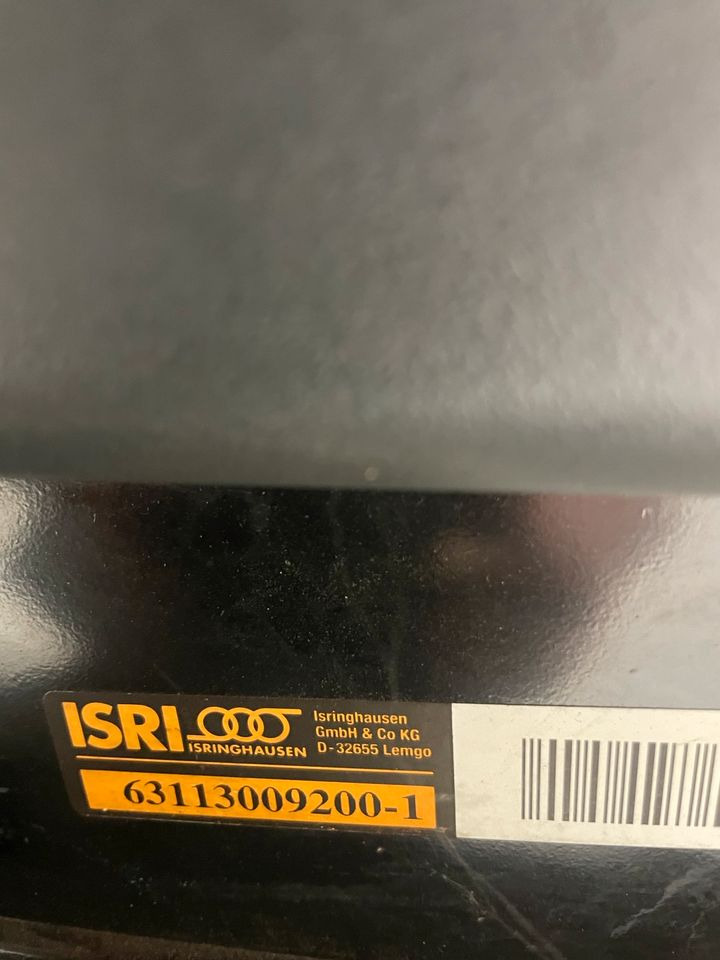 ISRI
ISRINGHAUSEN
Isringhausen
GmbH & Co KG
D-32655 Lemgo
63113009200-1